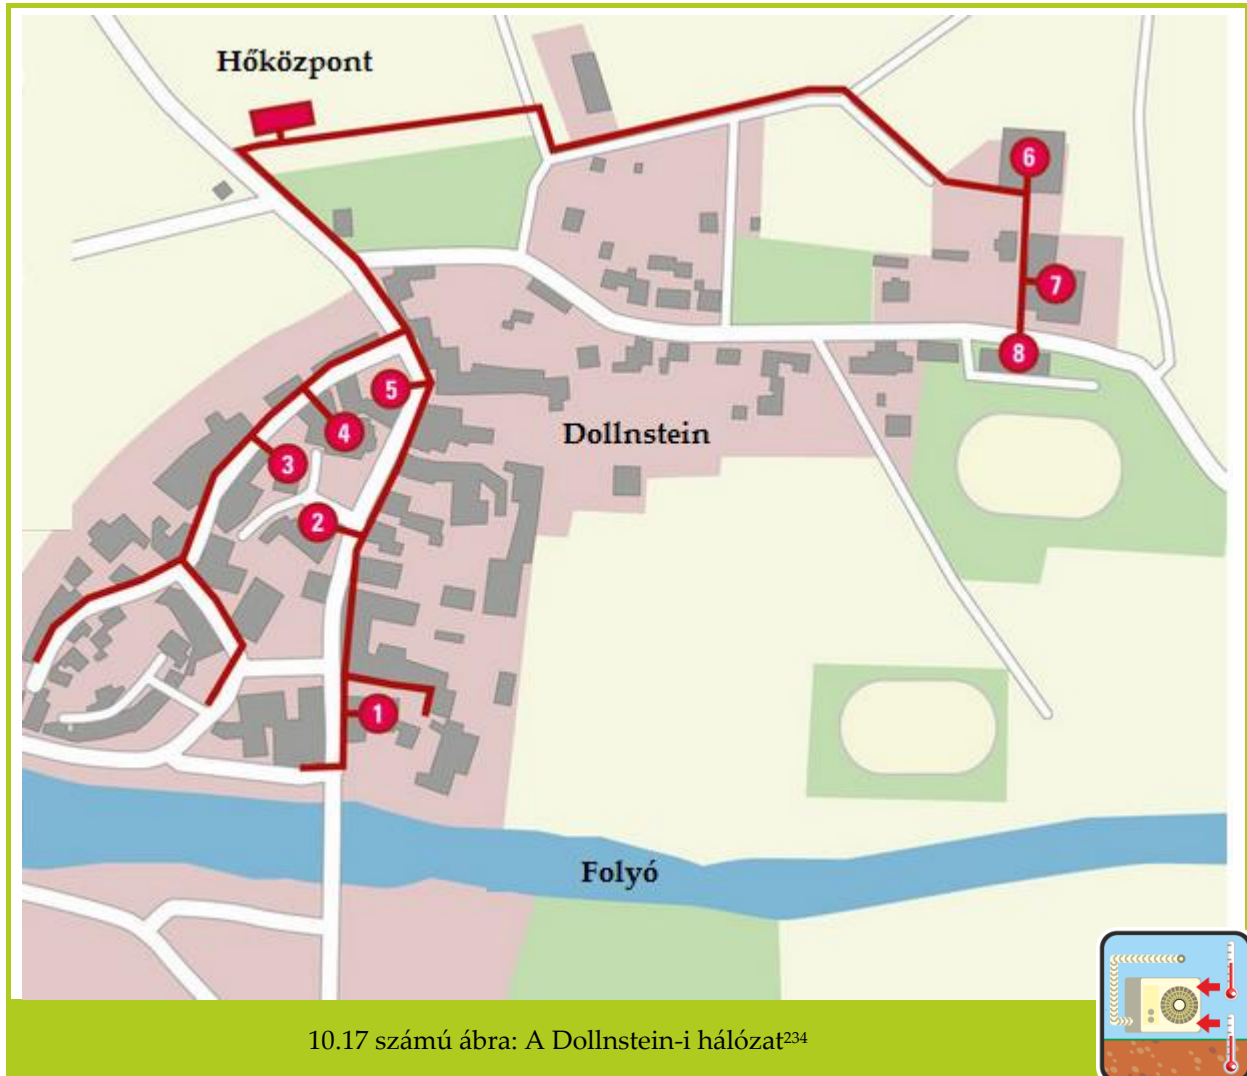 Hőközpont
6
7
8
5
4
Dollnstein
3
2
1
Folyó
10.17 számú ábra: A Dollnstein-i hálózat²³⁴